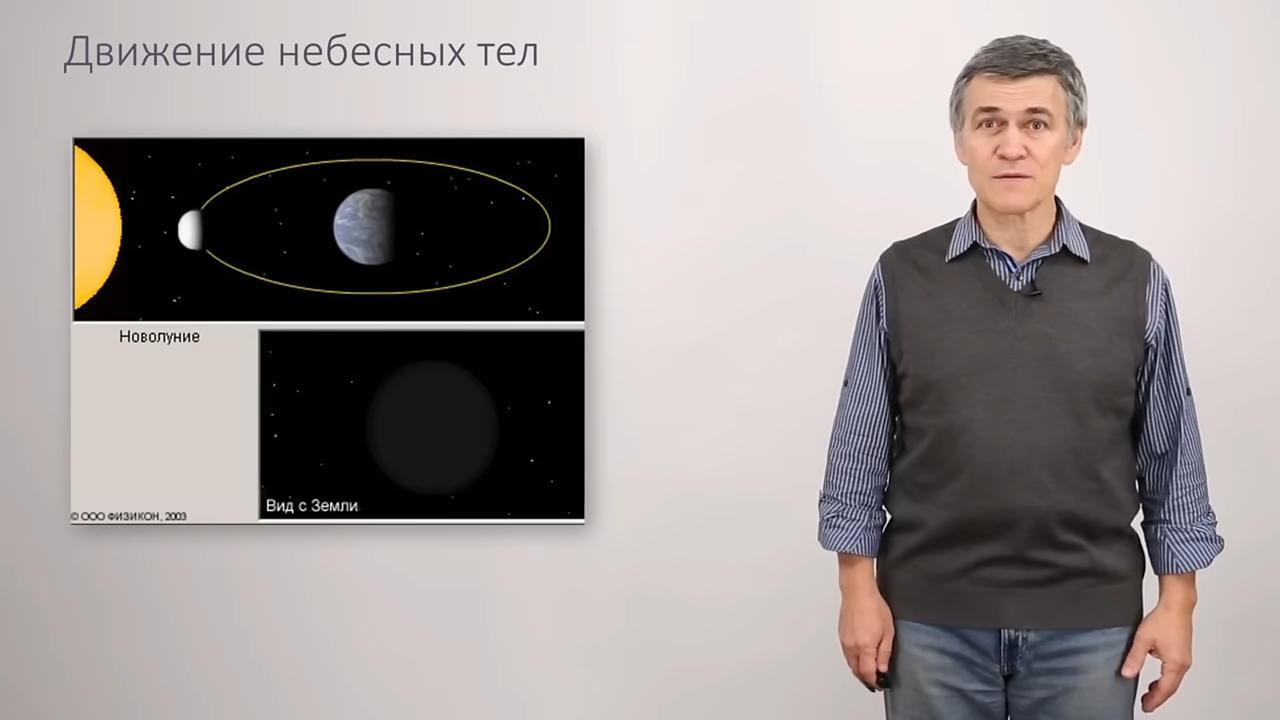 Движение небесных тел
Новолуние
Вид с Земли
© ООО ФИЗИКОН, 2003